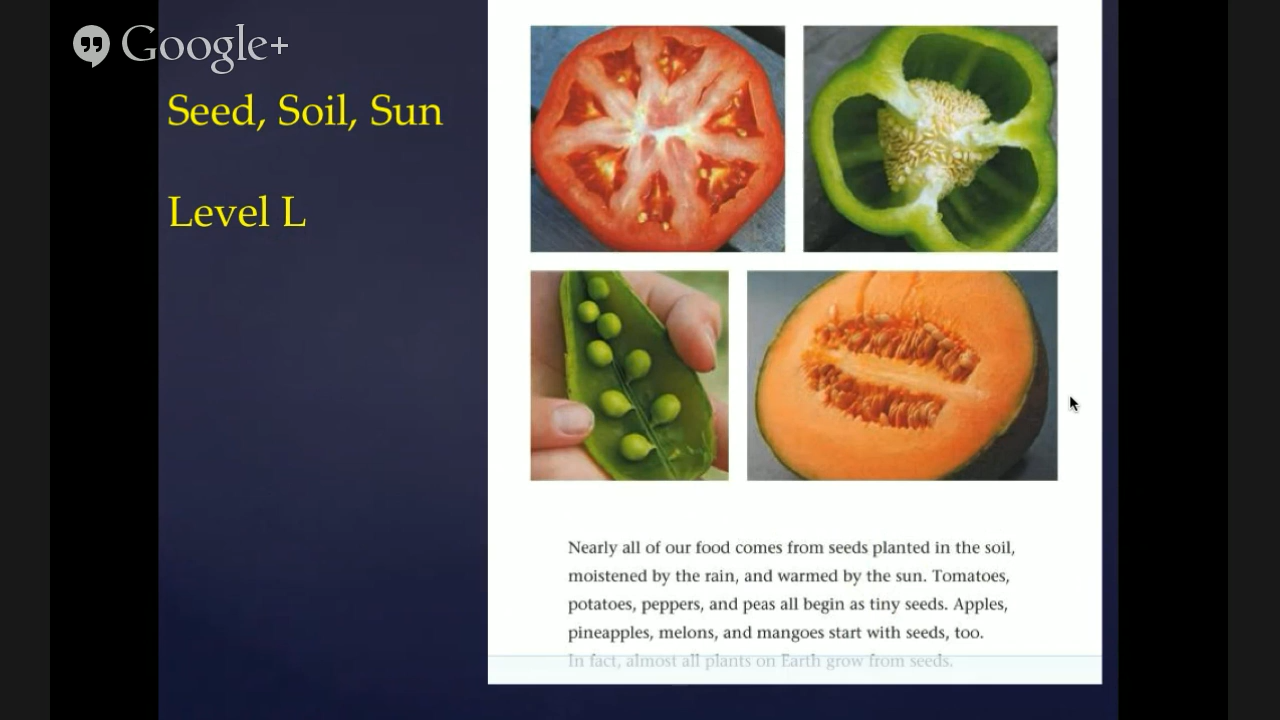 Google+
Seed, Soil, Sun
Level L
Nearly all of our food comes from seeds planted in the soil,
moistened by the rain, and warmed by the sun. Tomatoes,
potatoes, peppers, and peas all begin as tiny seeds. Apples,
pineapples, melons, and mangoes start with seeds, too.
In fact, almost all plants on Earth grow from seeds.